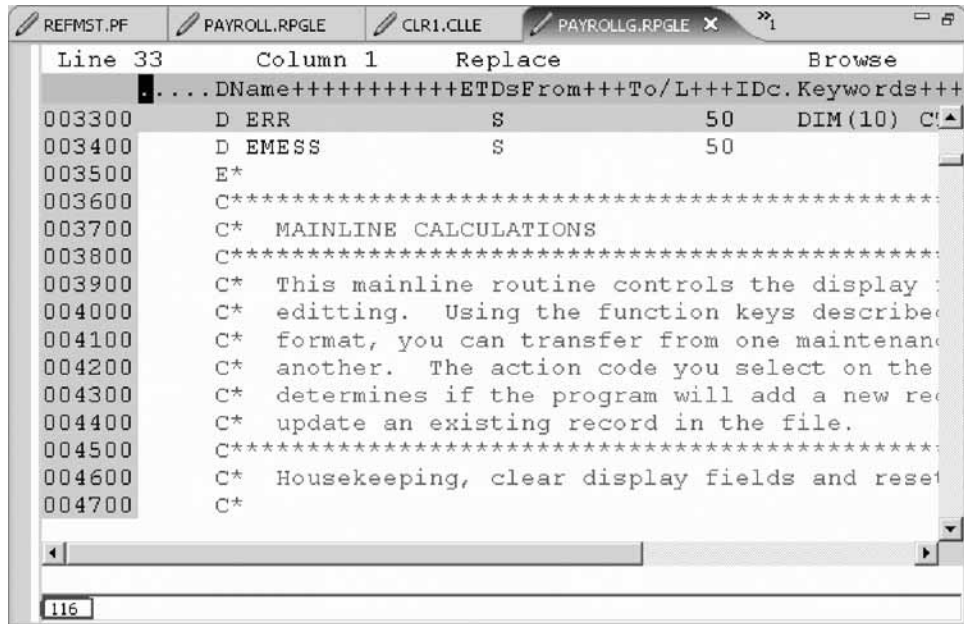 REFMST.PF PAYROLL.RPGLE CLR1.CLLE PAYROLLG.RPGLE X »1
Line 33 Column 1 Replace Browse
.....DName+++++++++++ETDsFrom+++To/L+++IDc.Keywords+++
003300 D ERR S 50 DIM(10)
003400 D EMESS S 50
003500 E*
003600 C**************************************************
003700 C* MAINLINE CALCULATIONS
003800 C**************************************************
003900 C* This mainline routine controls the display
004000 C* editting. Using the function keys
004100 C* format, you can transfer from one
004200 C* another. The action code you select on the
004300 C* determines if the program will add a new
004400 C* update an existing record in the file.
004500 C**************************************************
004600 C* Housekeeping, clear display fields and
004700 C*
116